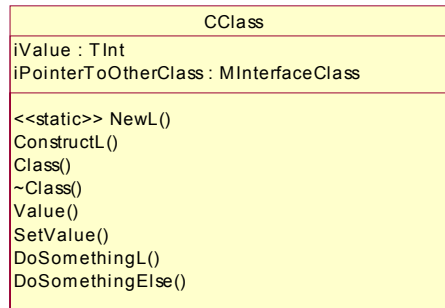 CClass
iValue : TInt
iPointerToOtherClass : MInterfaceClass
<<static>> NewL()
ConstructL()
Class()
~Class()
Value()
SetValue()
DoSomethingL()
DoSomethingElse()